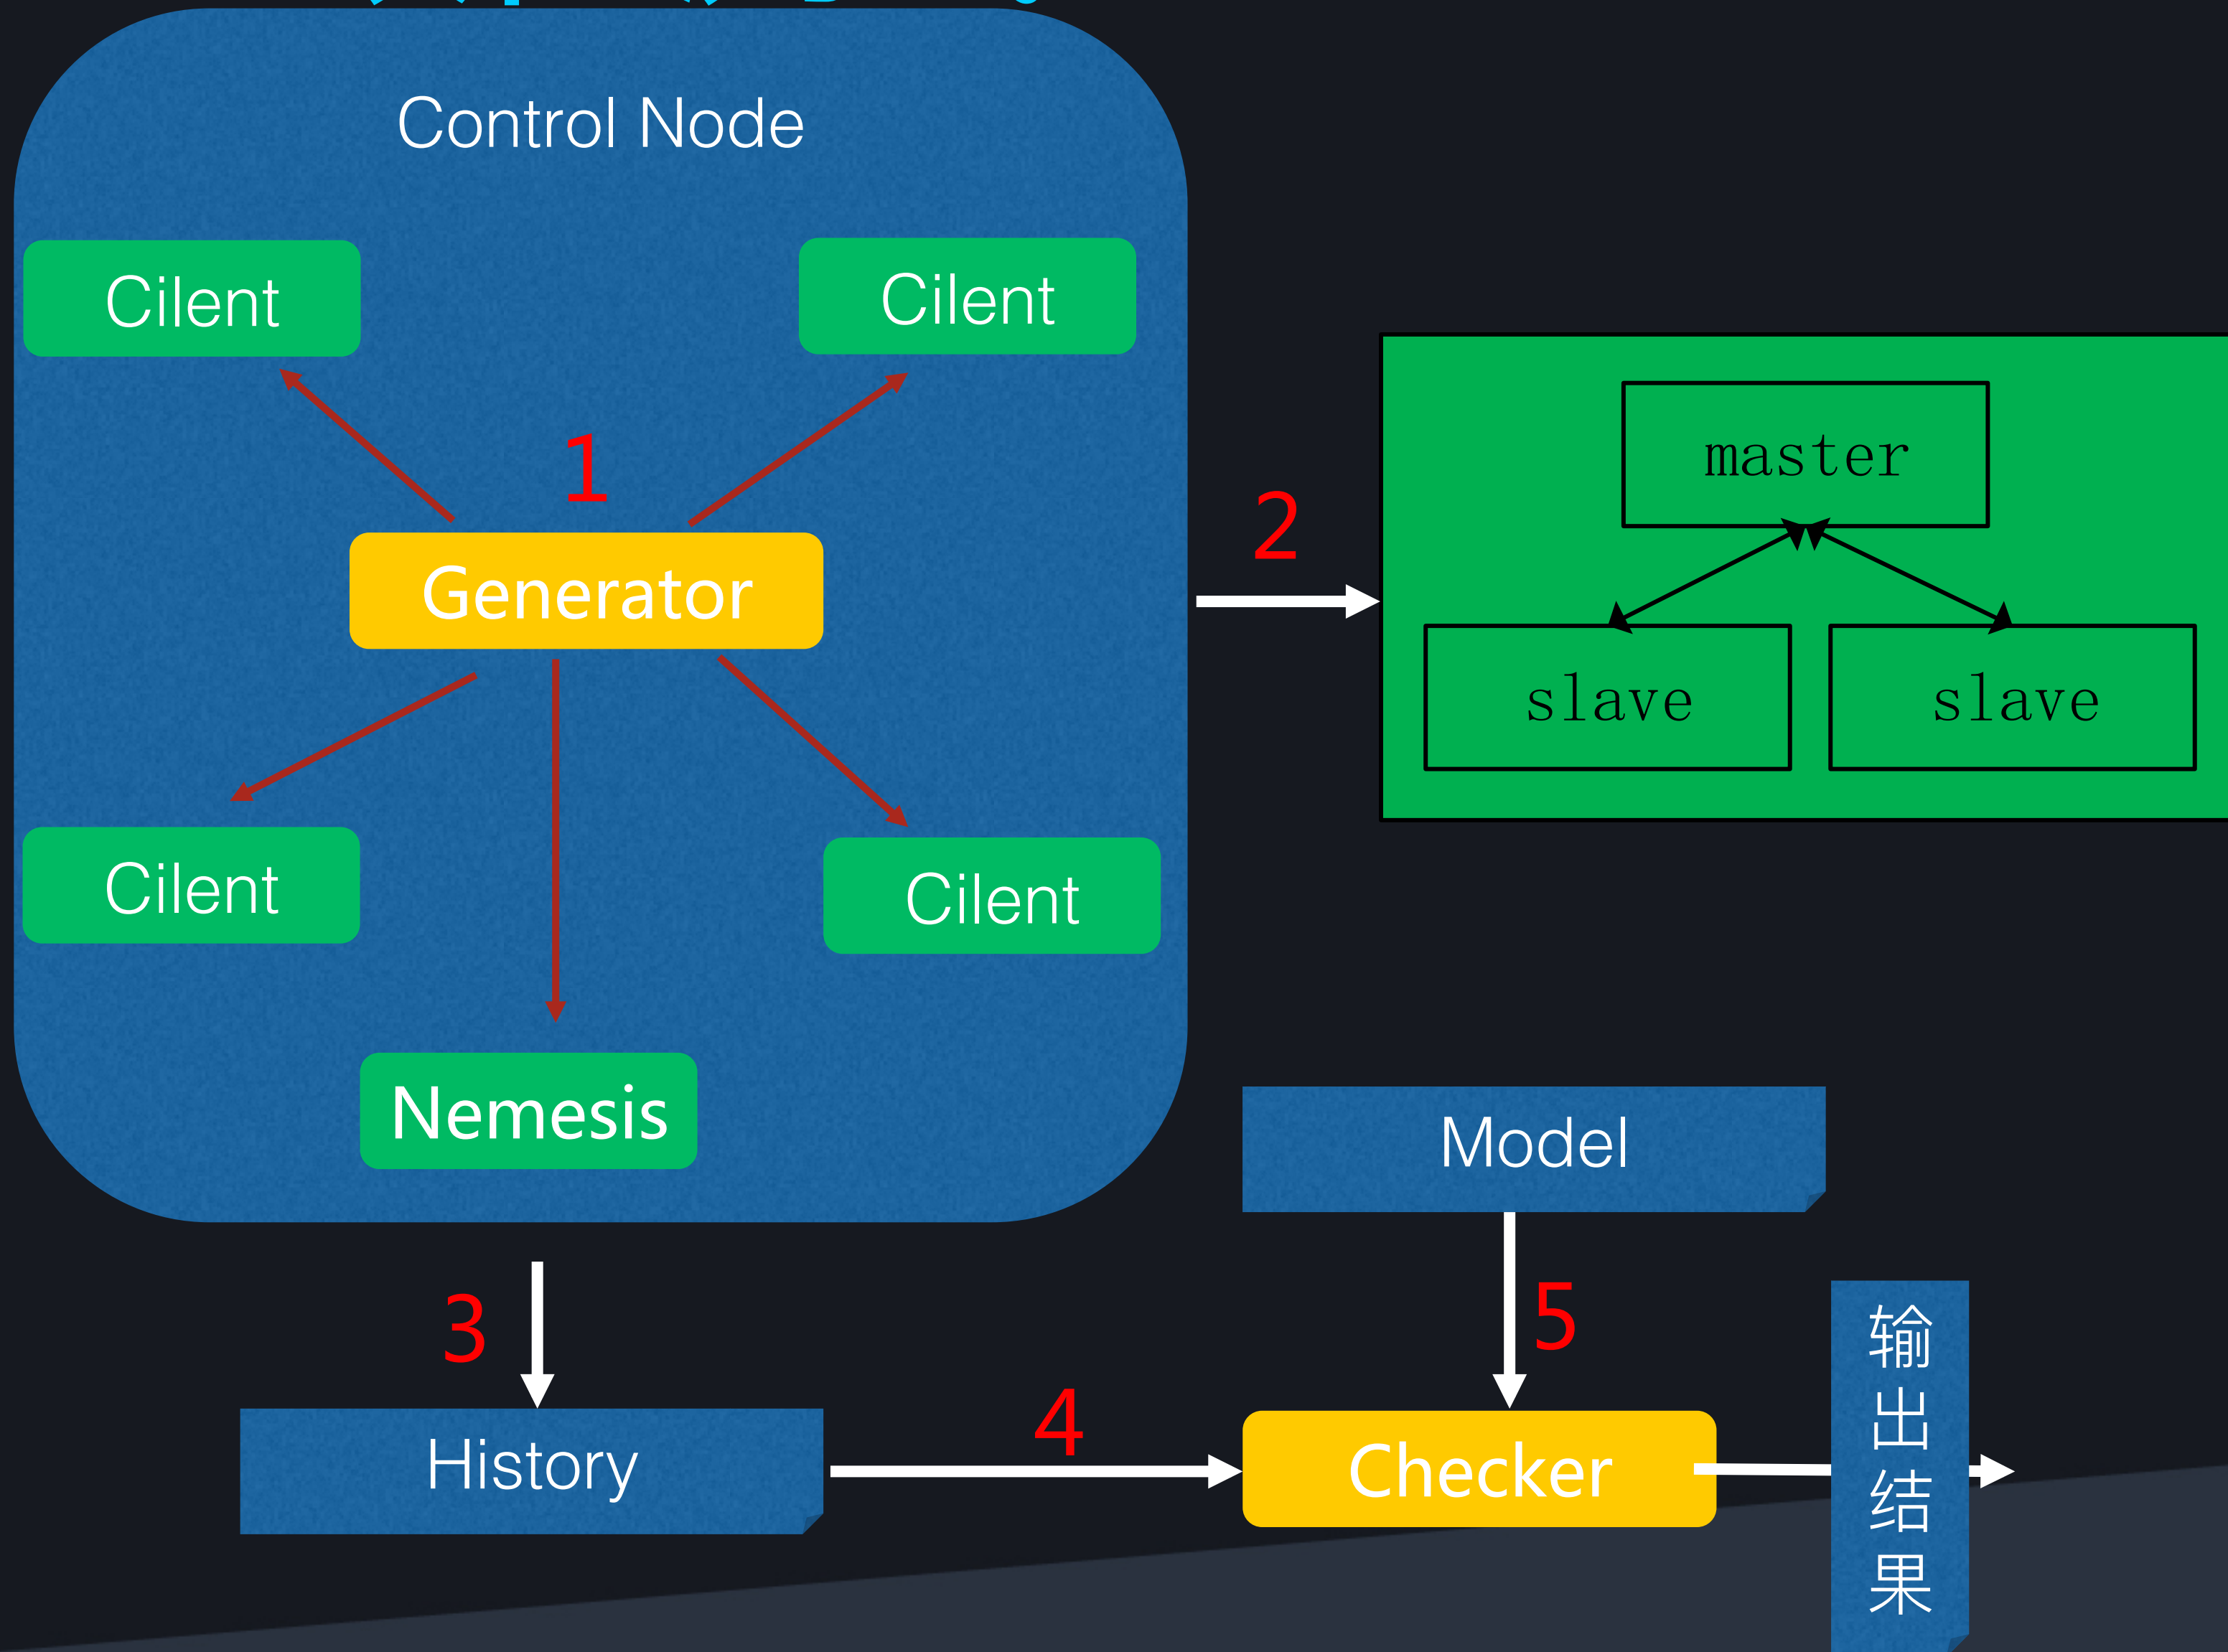 Control Node
Cilent
Cilent
1
Generator
Cilent
Cilent
Nemesis
2
master
slave
slave
3
History
4
Model
5
Checker
输
出
结
果